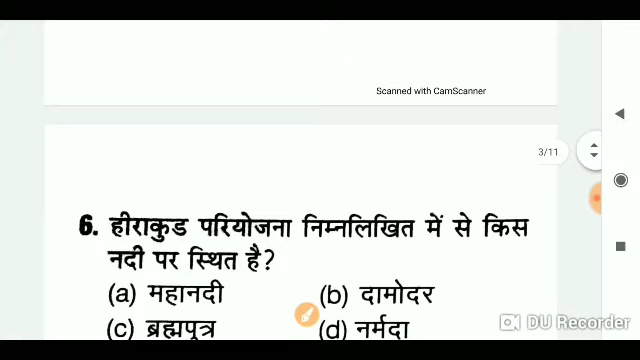 Scanned with CamScanner
3/11
6. हीराकुड परियोजना निम्नलिखित में से किस
नदी पर स्थित है?
(a) महानदी (b) दामोदर
(c) ब्रह्मपुत्र (d) नर्मदा
DU Recorder